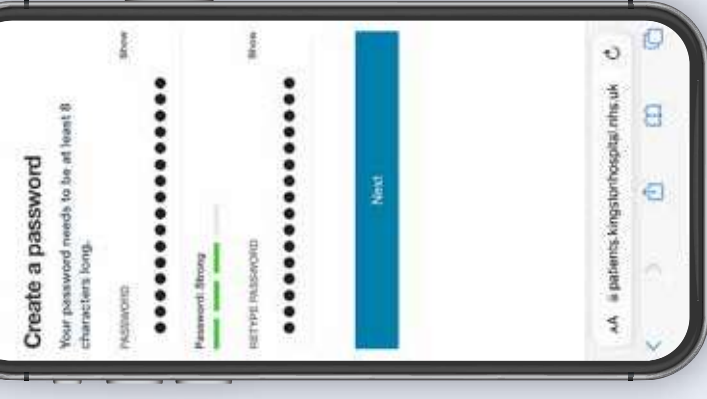 Create a password
Your password needs to be at least 8
characters long.
PASSWORD
Show
●●●●●●●●●●●●●●●●
Password: Strong
RETYPE PASSWORD
Show
●●●●●●●●●●●●●●●●
Next
AA patients.kingstonhospital.nhs.uk